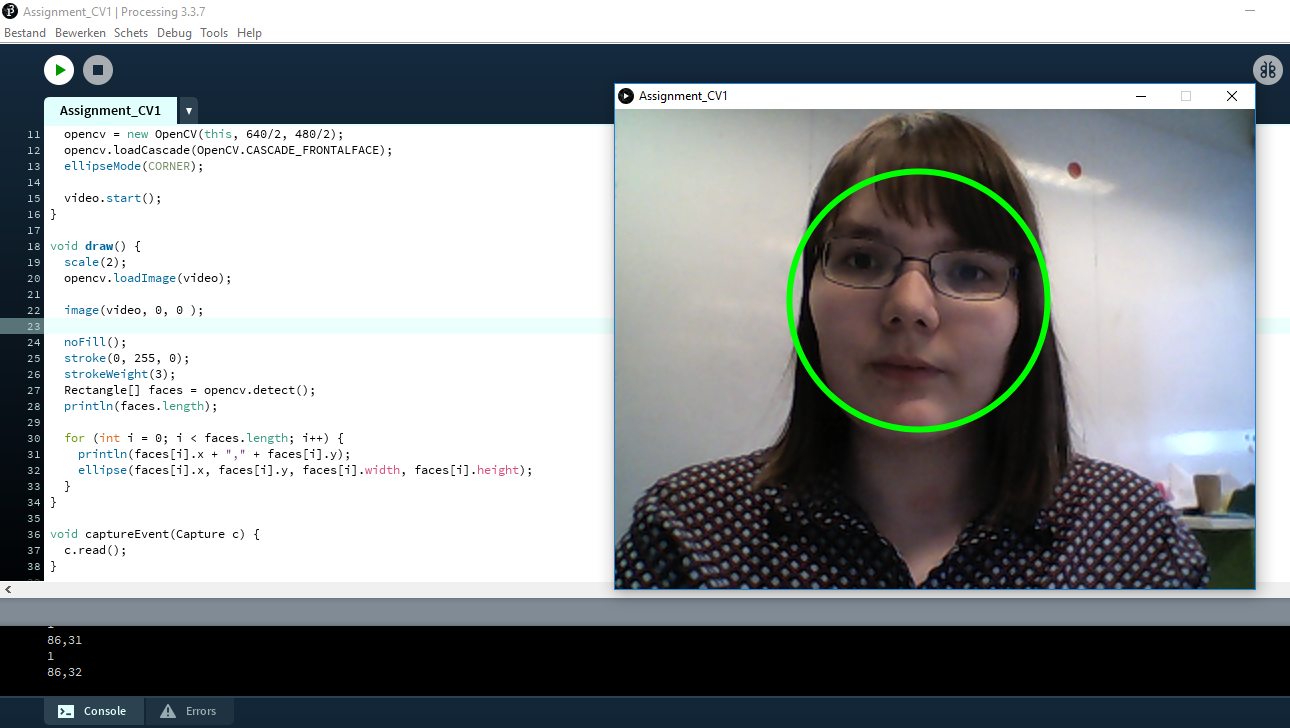 Assignment_CV1 | Processing 3.3.7
Bestand Bewerken Schets Debug Tools Help
Assignment_CV1 ▼
11 opencv = new OpenCV(this, 640/2, 480/2);
12 opencv.loadCascade(OpenCV.CASCADE_FRONTALFACE);
13 ellipseMode(CORNER);
14
15 video.start();
16 }
17
18 void draw() {
19 scale(2);
20 opencv.loadImage(video);
21
22 image(video, 0, 0 );
23
24 noFill();
25 stroke(0, 255, 0);
26 strokeWeight(3);
27 Rectangle[] faces = opencv.detect();
28 println(faces.length);
29
30 for (int i = 0; i < faces.length; i++) {
31 println(faces[i].x + "," + faces[i].y);
32 ellipse(faces[i].x, faces[i].y, faces[i].width, faces[i].height);
33 }
34 }
35
36 void captureEvent(Capture c) {
37 c.read();
38 }
Assignment_CV1
86,31
1
86,32
Console Errors